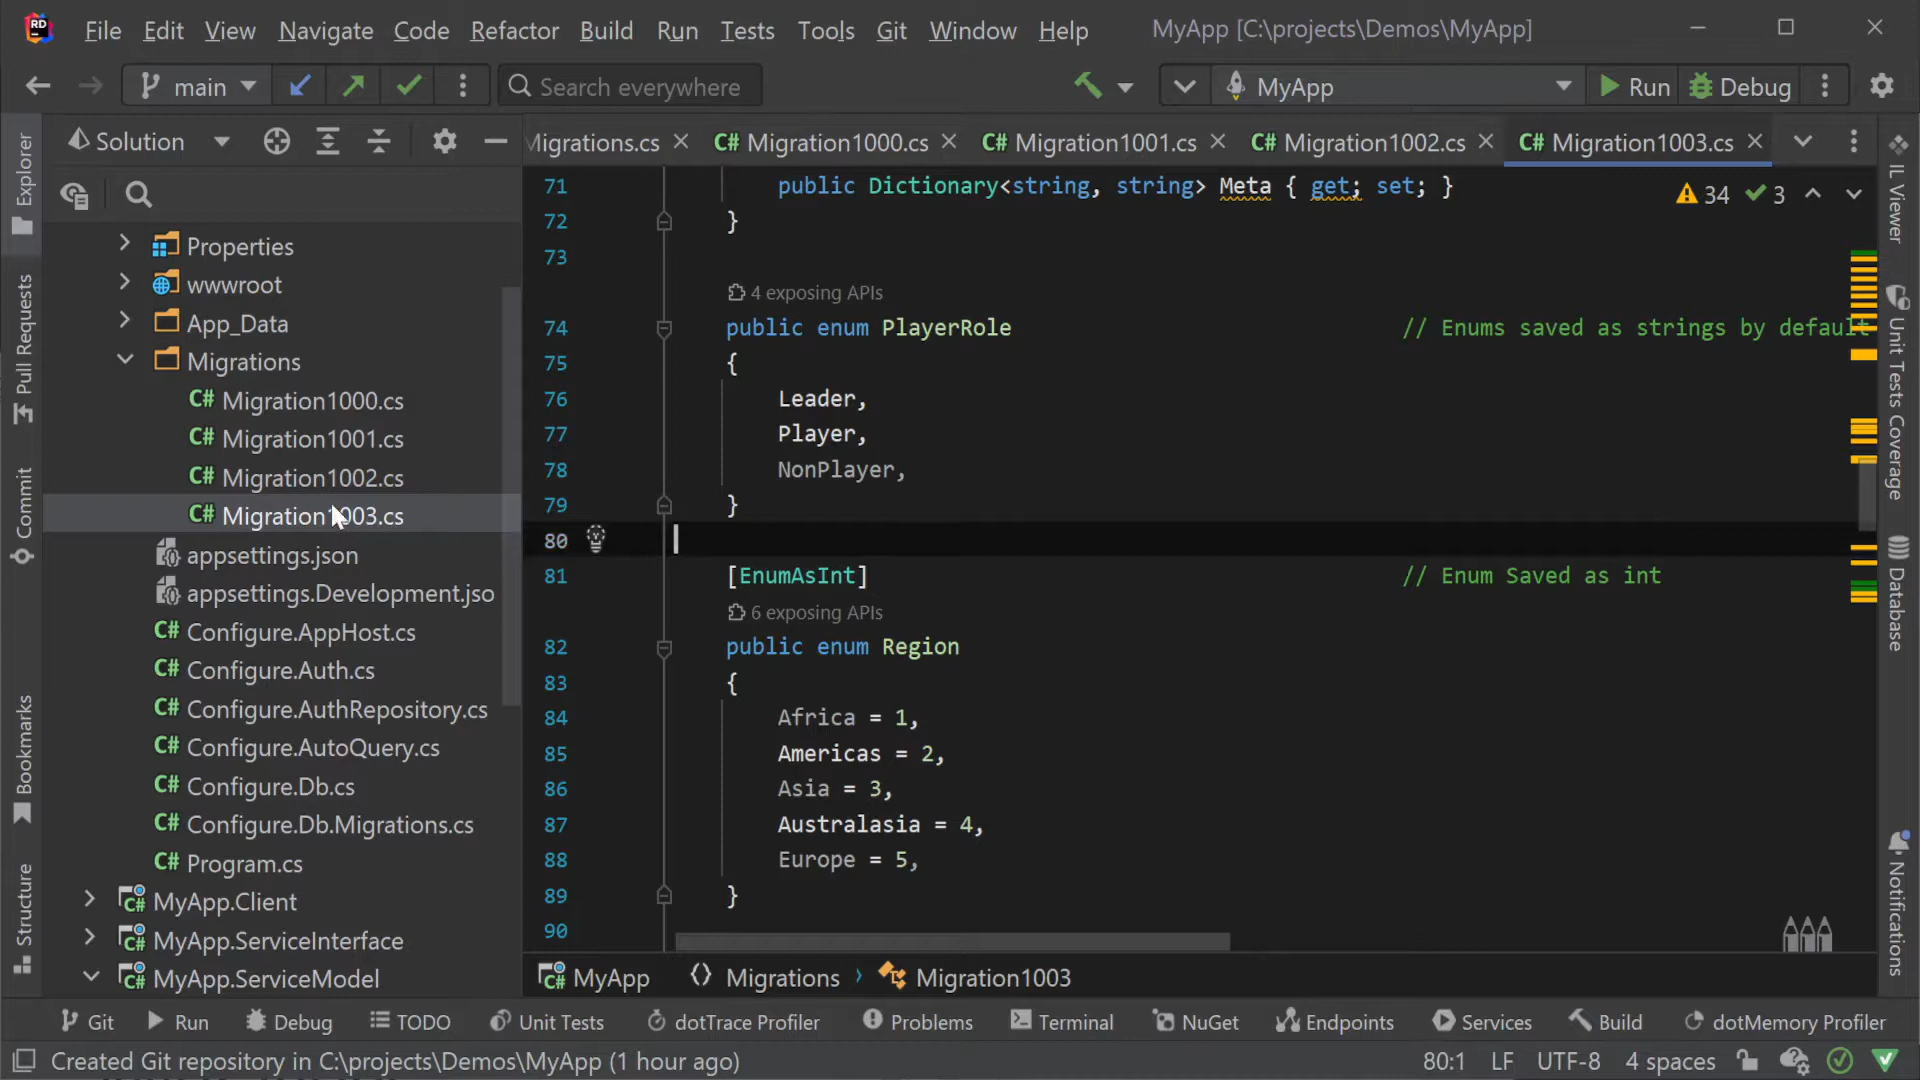 RD File Edit View Navigate Code Refactor Build Run Tests Tools Git Window Help MyApp [C:\projects\Demos\MyApp]
main Search everywhere MyApp Run Debug
Explorer
Pull Requests
Commit
Bookmarks
Structure
Solution
Properties
wwwroot
App_Data
Migrations
C# Migration1000.cs
C# Migration1001.cs
C# Migration1002.cs
C# Migration1003.cs
appsettings.json
appsettings.Development.jso
C# Configure.AppHost.cs
C# Configure.Auth.cs
C# Configure.AuthRepository.cs
C# Configure.AutoQuery.cs
C# Configure.Db.cs
C# Configure.Db.Migrations.cs
C# Program.cs
C# MyApp.Client
C# MyApp.ServiceInterface
C# MyApp.ServiceModel
Migrations.cs C# Migration1000.cs C# Migration1001.cs C# Migration1002.cs C# Migration1003.cs
34 3
71 public Dictionary<string, string> Meta { get; set; }
72 }
73
4 exposing APIs
74 public enum PlayerRole // Enums saved as strings by default
75 {
76 Leader,
77 Player,
78 NonPlayer,
79 }
80
81 [EnumAsInt] // Enum Saved as int
6 exposing APIs
82 public enum Region
83 {
84 Africa = 1,
85 Americas = 2,
86 Asia = 3,
87 Australasia = 4,
88 Europe = 5,
89 }
90
C# MyApp Migrations Migration1003
IL Viewer
Unit Tests Coverage
Database
Notifications
Git Run Debug TODO Unit Tests dotTrace Profiler Problems Terminal NuGet Endpoints Services Build dotMemory Profiler
Created Git repository in C:\projects\Demos\MyApp (1 hour ago) 80:1 LF UTF-8 4 spaces